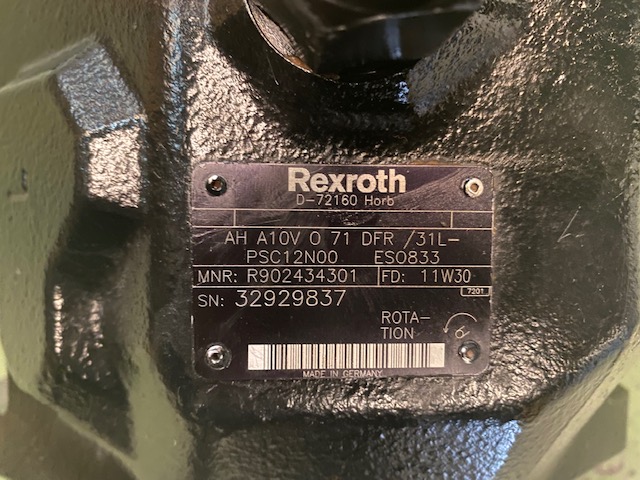 Rexroth
D-72160 Horb
AH A10V O 71 DFR /31L-
PSC12N00 ESO833
MNR: R902434301 FD: 11W30
SN: 32929837 7201
ROTA-
TION
MADE IN GERMANY